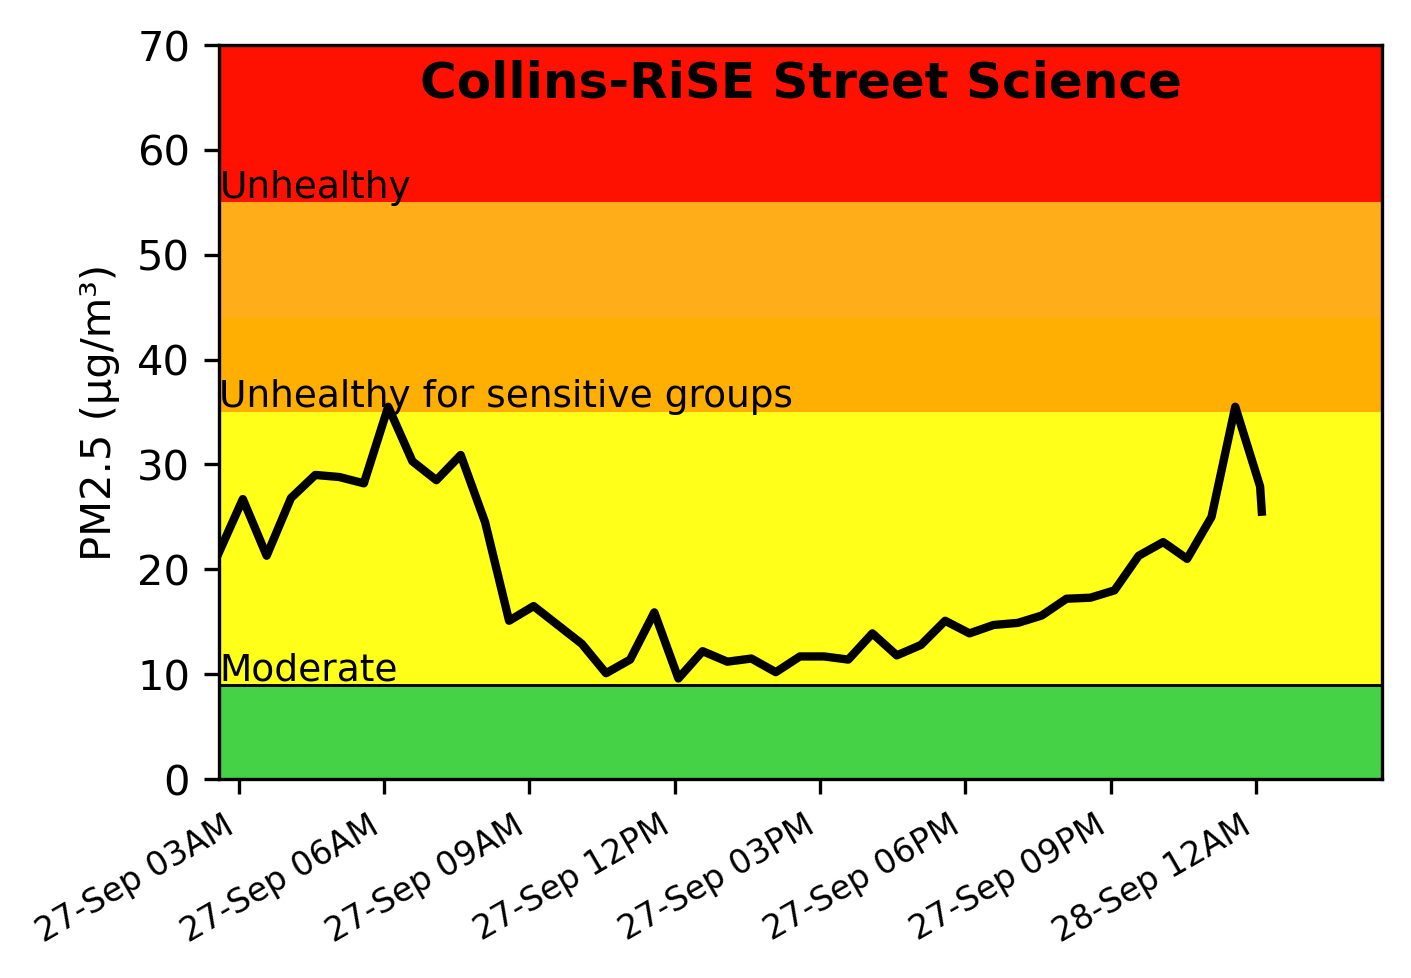 Collins-RiSE Street Science
70
60
50
40
30
20
10
0
PM2.5 (µg/m³)
Unhealthy
Unhealthy for sensitive groups
Moderate
27-Sep 03AM
27-Sep 06AM
27-Sep 09AM
27-Sep 12PM
27-Sep 03PM
27-Sep 06PM
27-Sep 09PM
28-Sep 12AM